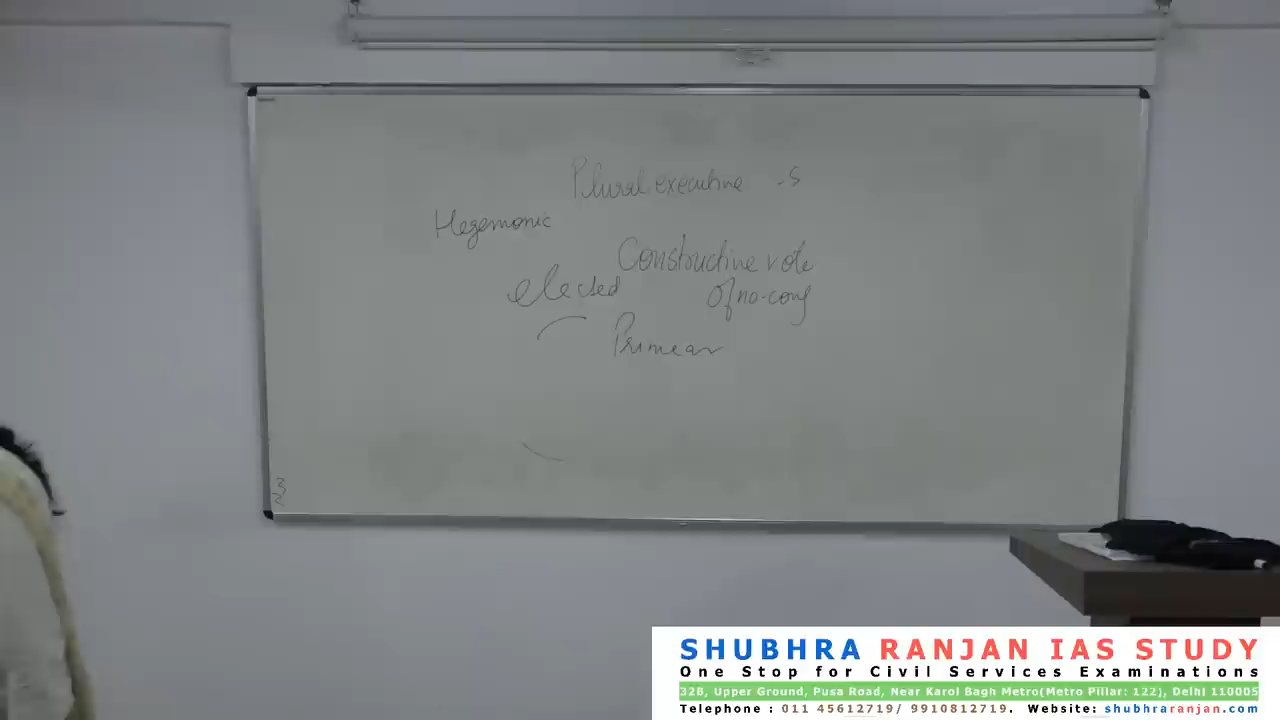 Plural executive - S
Hegemonic
Constructive vote
elected
of no-conf
3
2
SHUBHRA RANJAN IAS STUDY
One Stop for Civil Services Examinations
32B, Upper Ground, Pusa Road, Near Karol Bagh Metro(Metro Pillar: 122), Delhi 110005
Telephone : 011 45612719/ 9910812719. Website: shubhraranjan.com